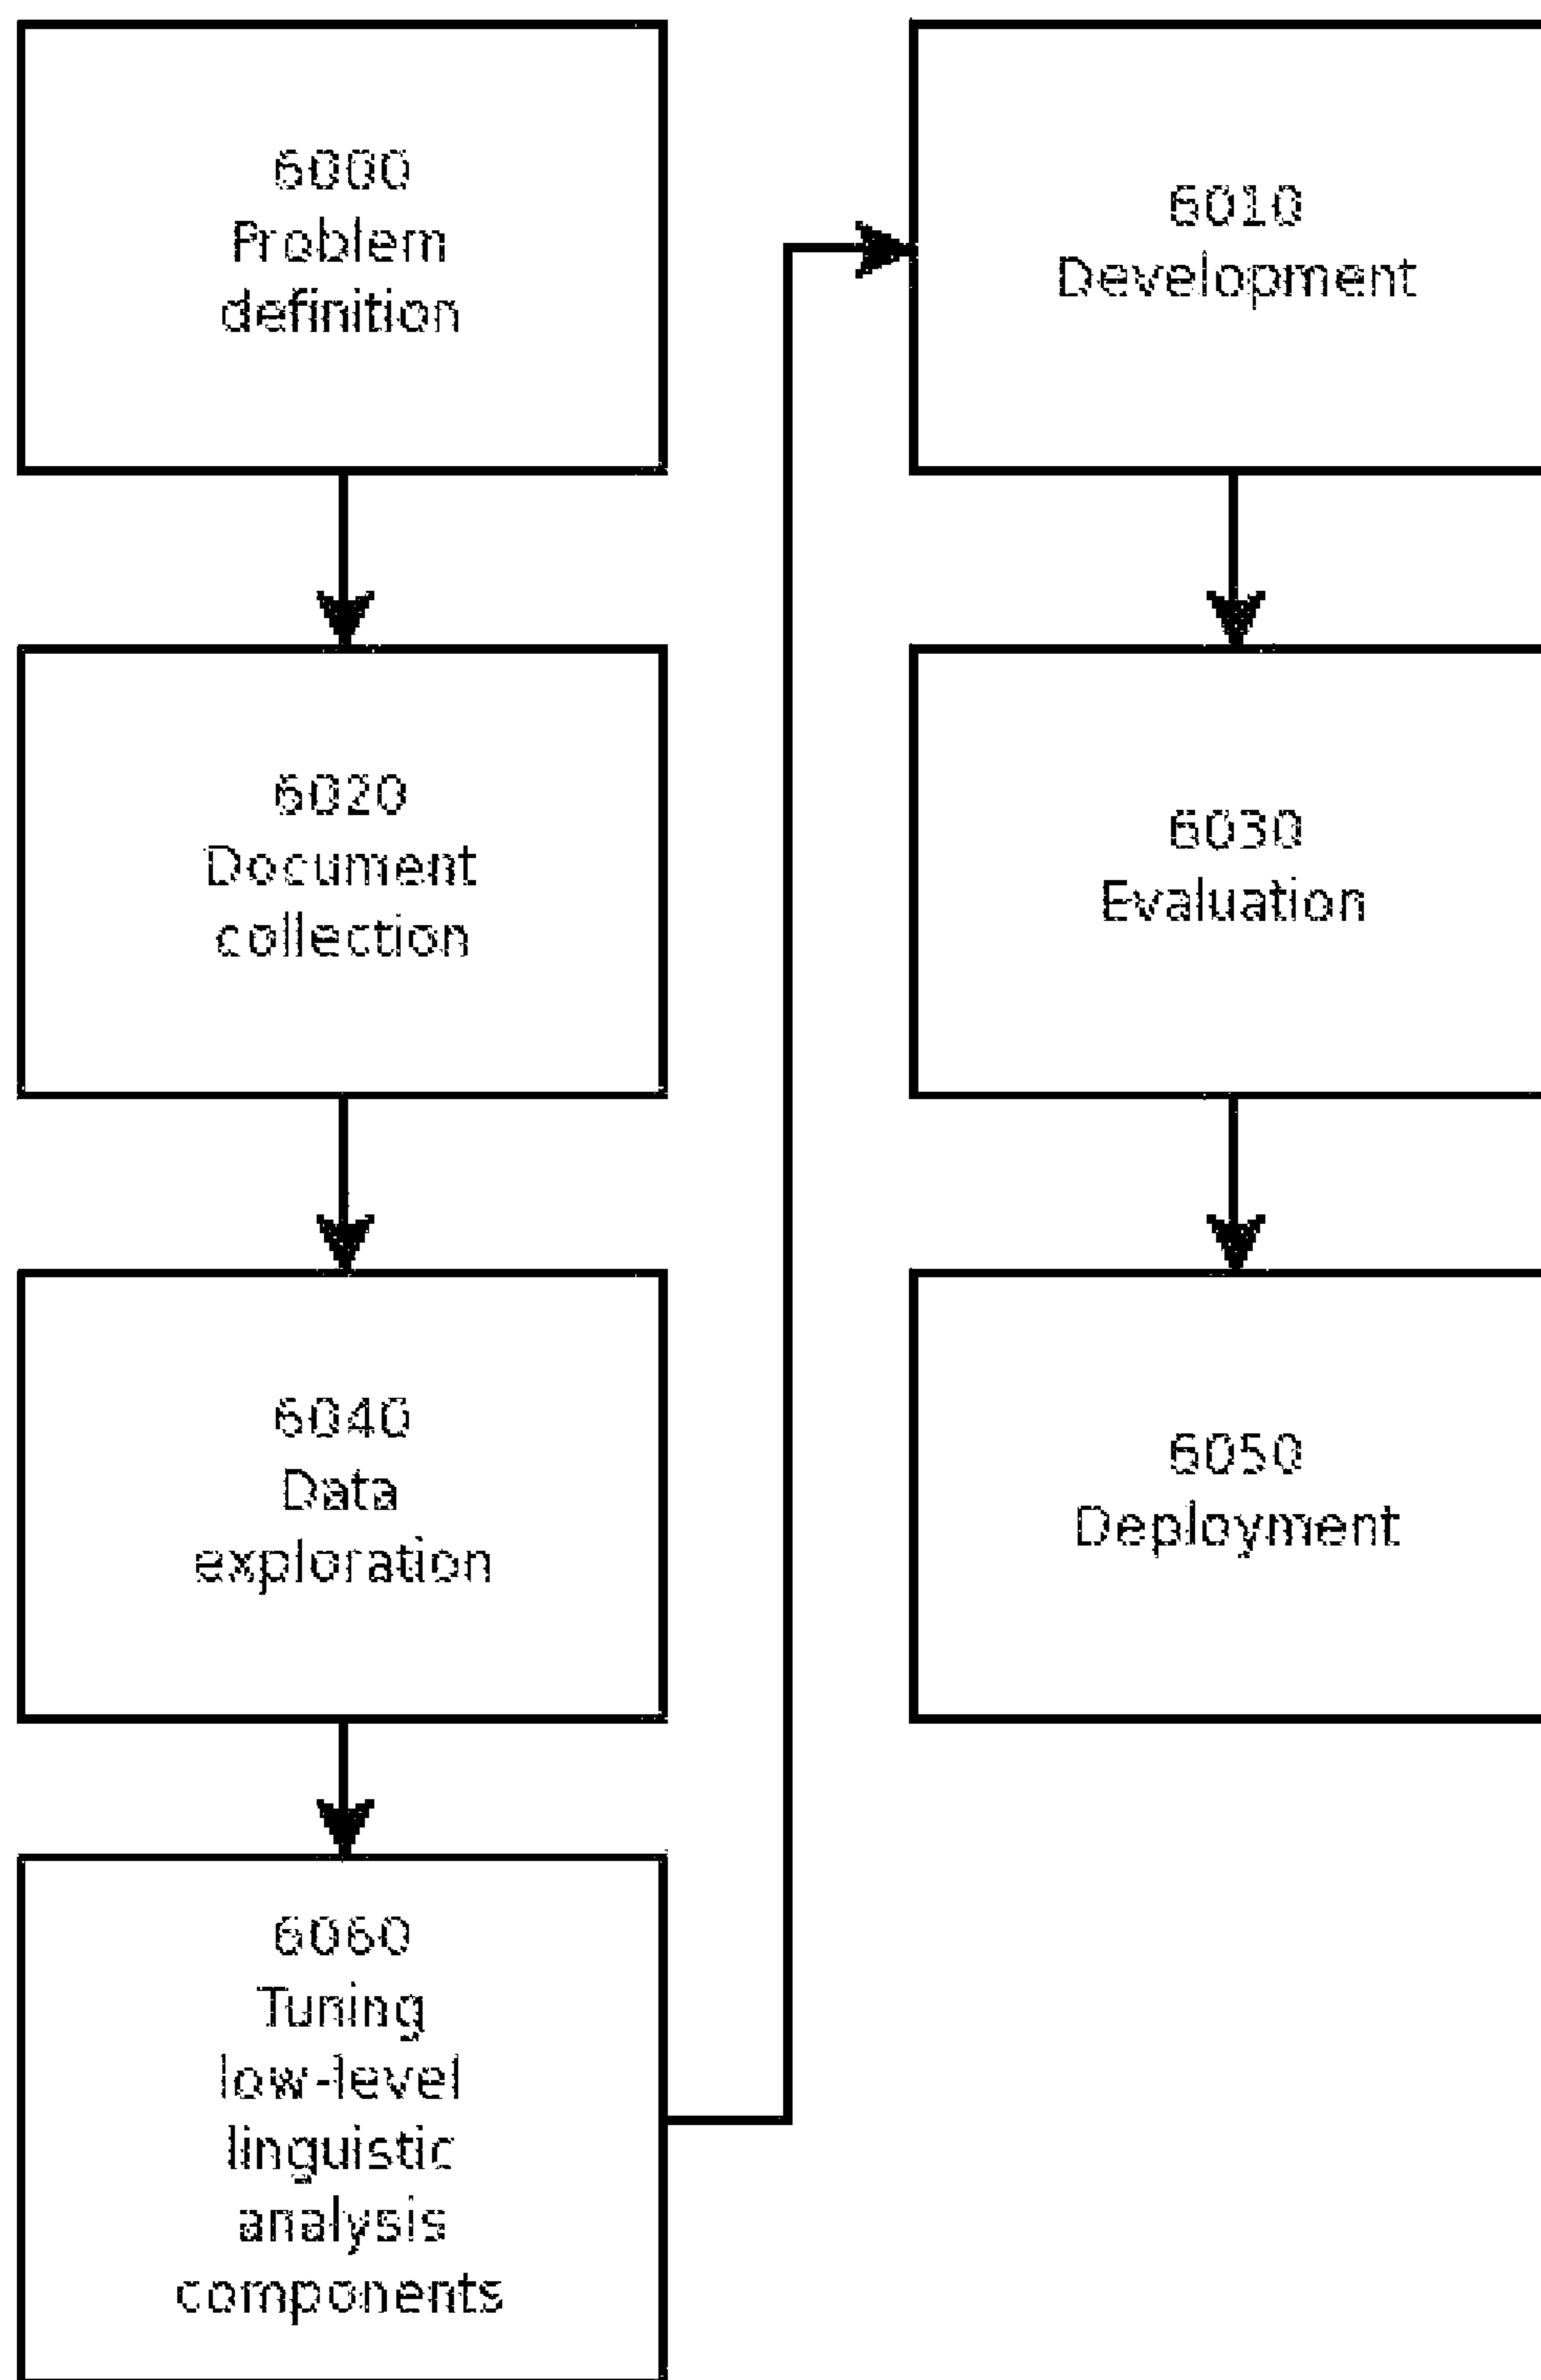 6000
Problem
definition
6020
Document
collection
6040
Data
exploration
6060
Tuning
low-level
linguistic
analysis
components
6010
Development
6030
Evaluation
6050
Deployment